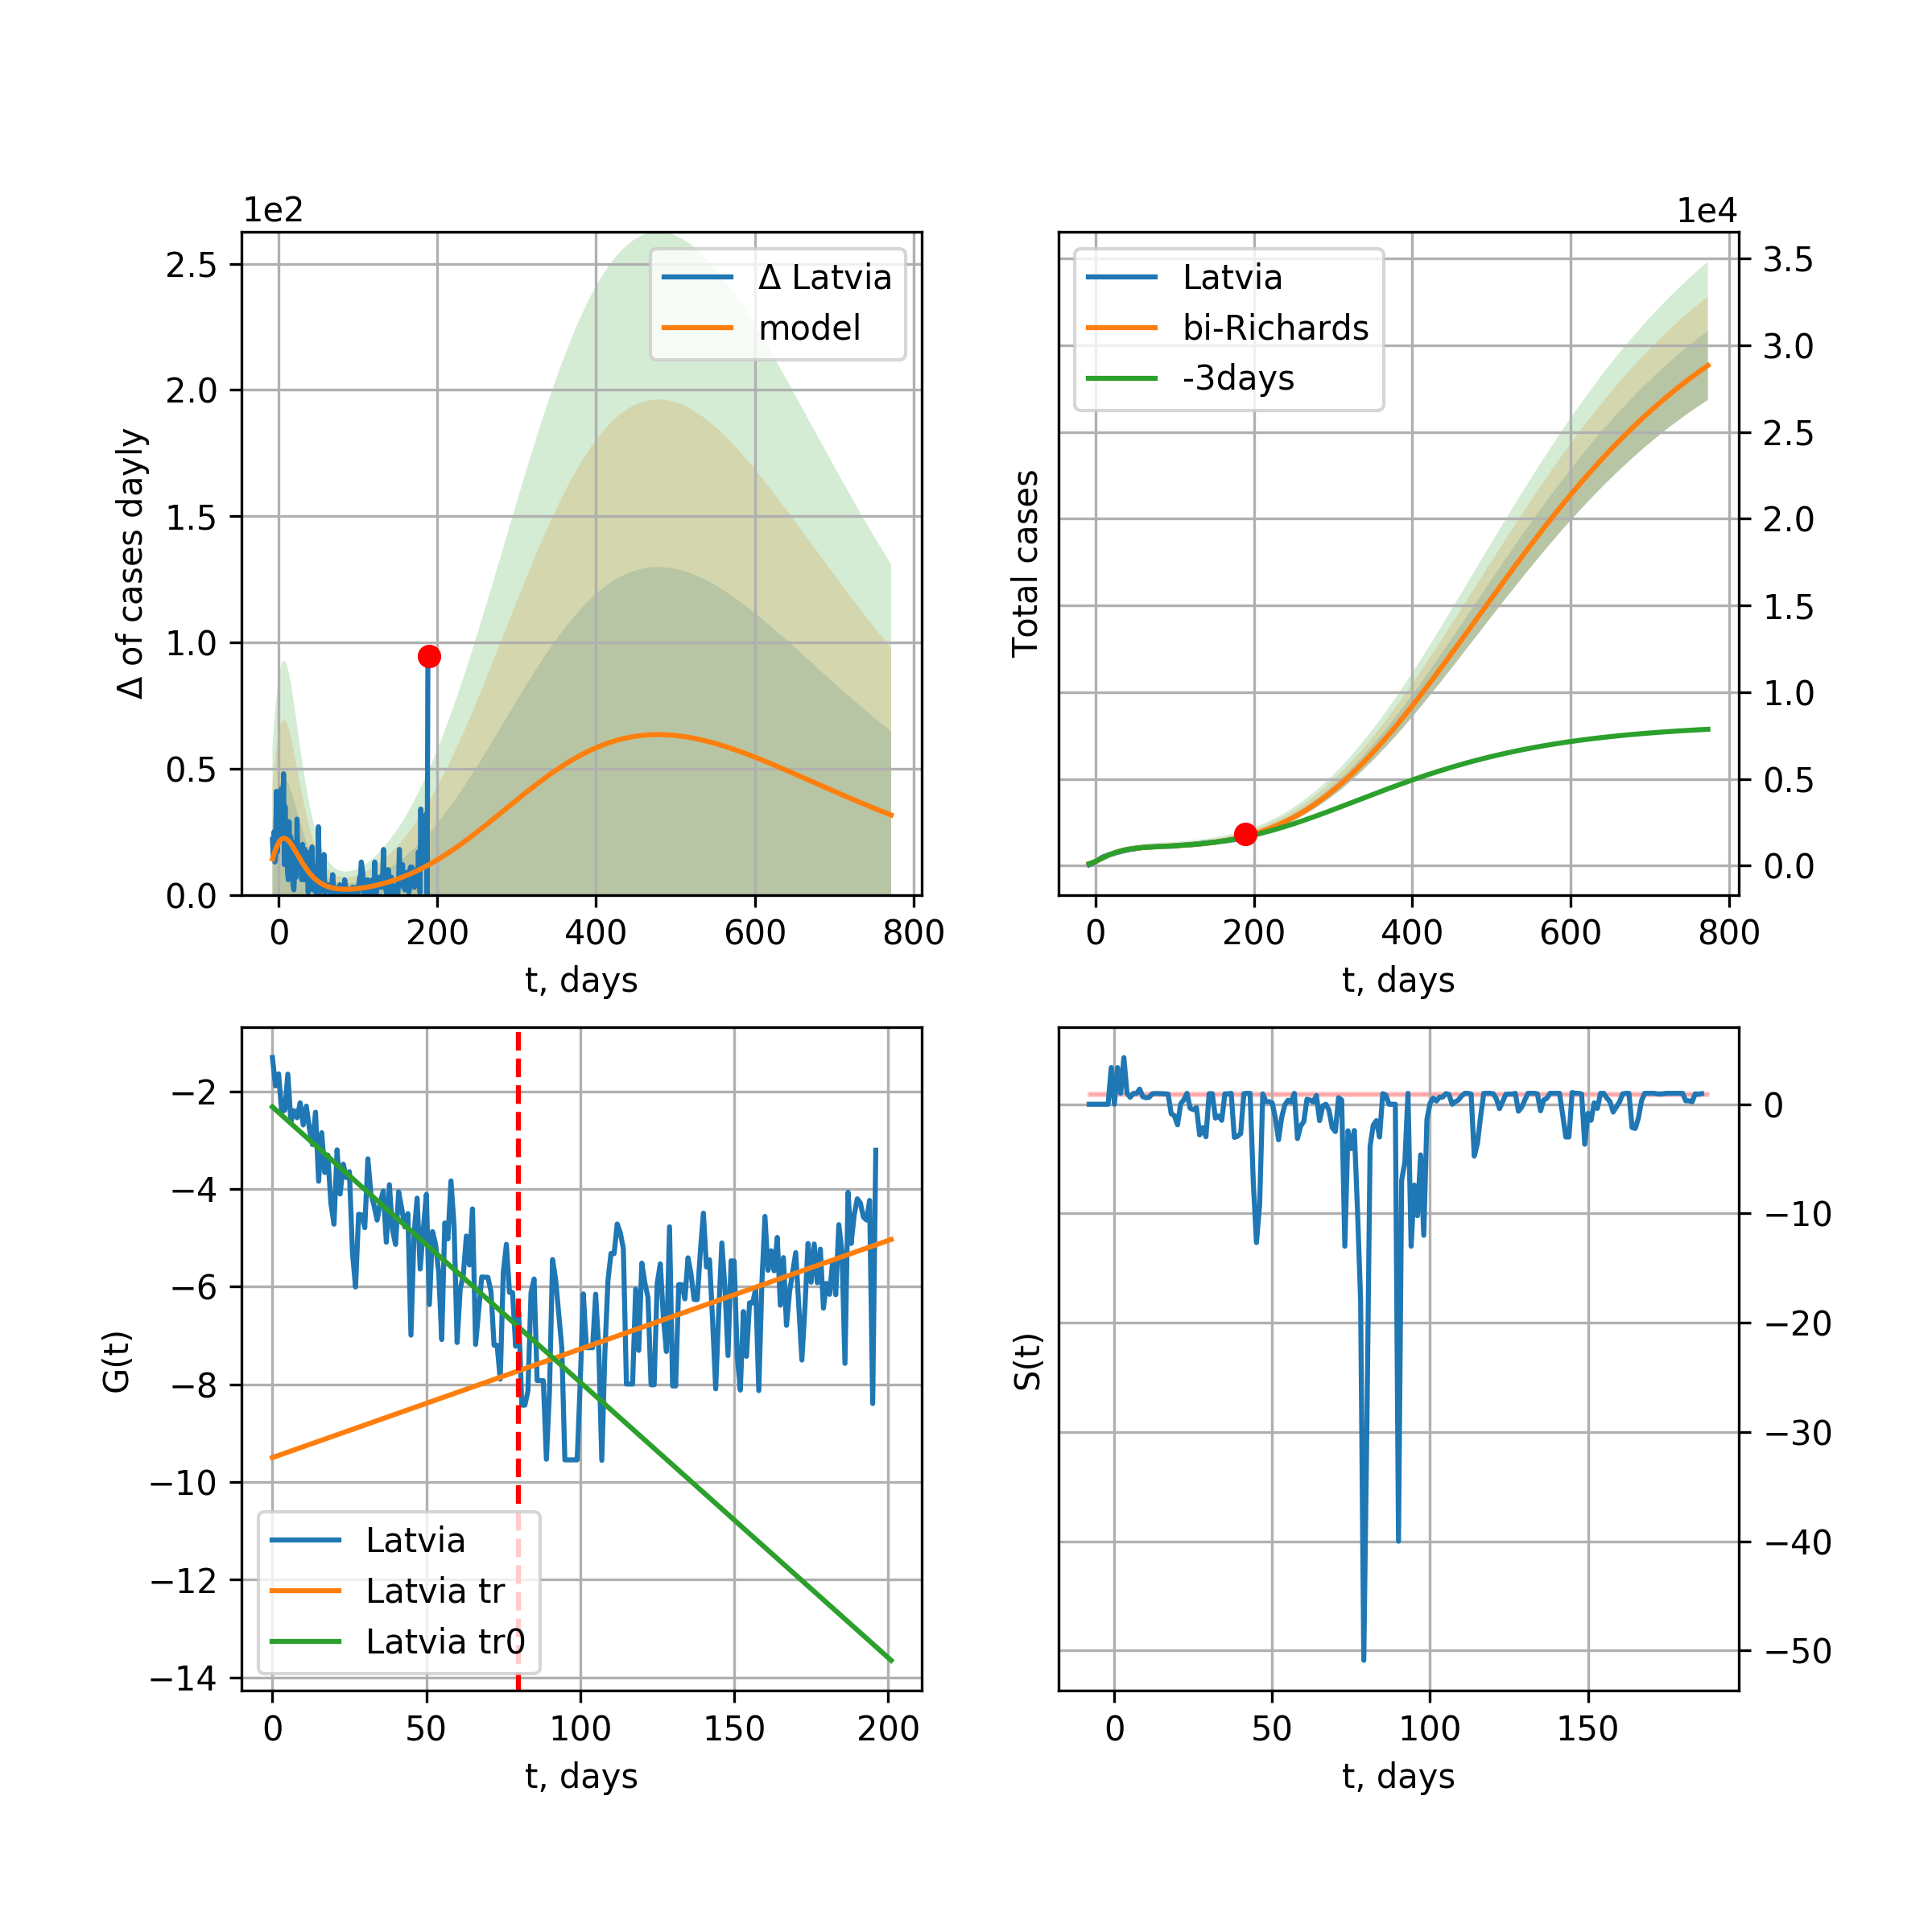 1e2
2.5
2.0
1.5
1.0
0.5
0.0
Δ of cases dayly
Δ Latvia
model
0 200 400 600 800
t, days
1e4
Latvia
bi-Richards
-3days
Total cases
3.5
3.0
2.5
2.0
1.5
1.0
0.5
0.0
0 200 400 600 800
t, days
−2
−4
−6
−8
−10
−12
−14
G(t)
Latvia
Latvia tr
Latvia tr0
0 50 100 150 200
t, days
S(t)
0
−10
−20
−30
−40
−50
0 50 100 150
t, days